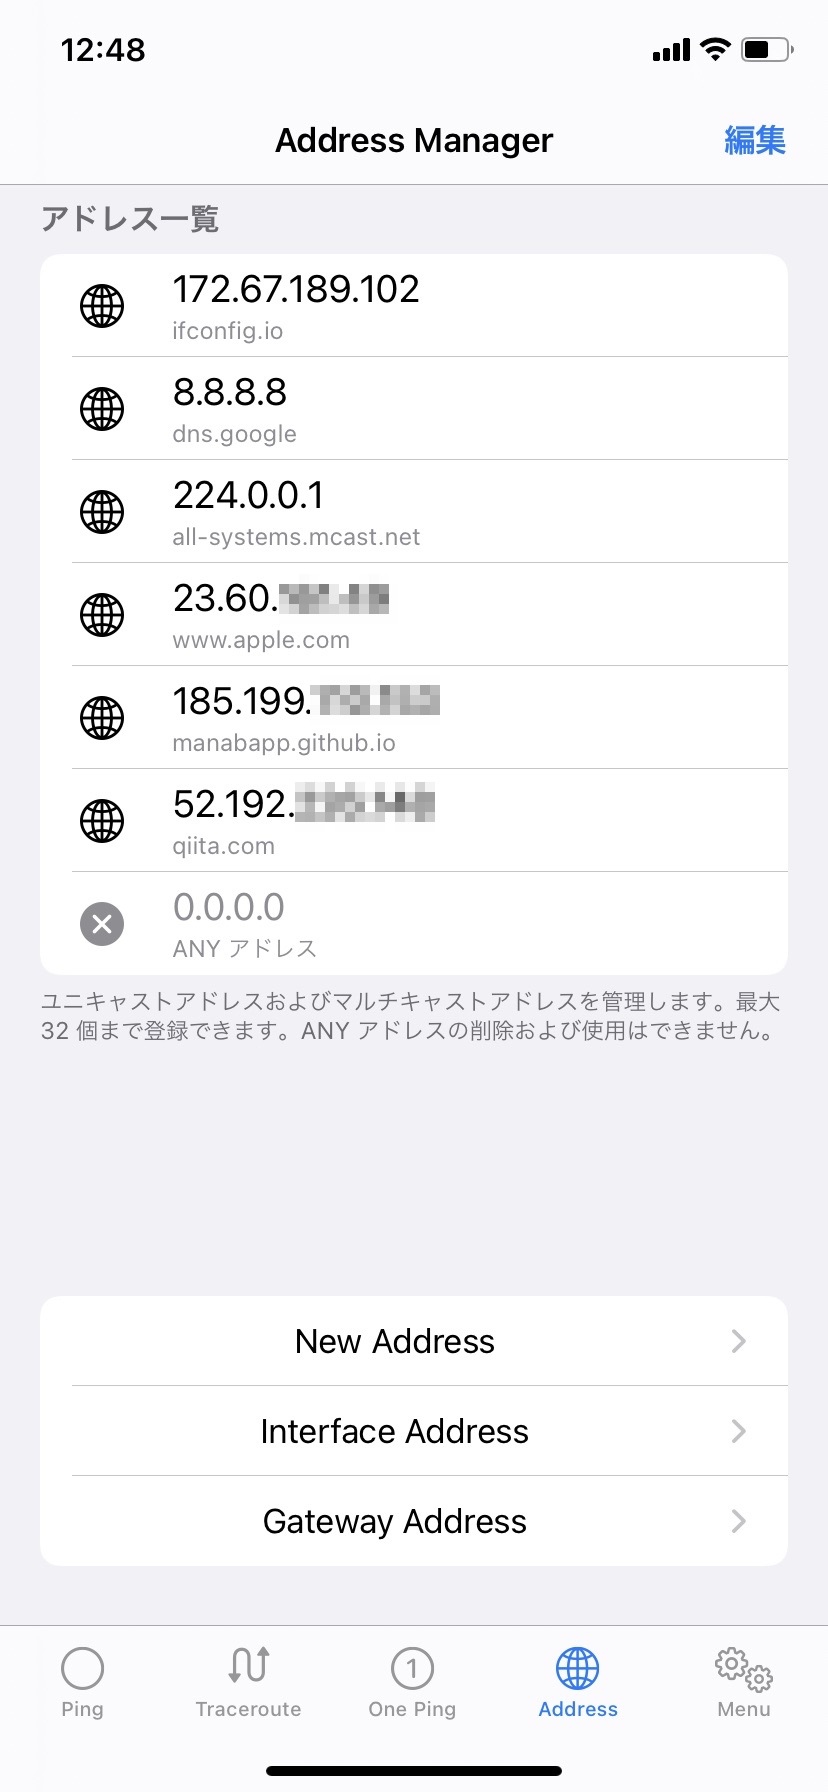 12:48
Address Manager
編集
アドレス一覧
172.67.189.102
ifconfig.io
8.8.8.8
dns.google
224.0.0.1
all-systems.mcast.net
23.60.
www.apple.com
185.199.
manabapp.github.io
52.192.
qiita.com
0.0.0.0
ANY アドレス
ユニキャストアドレスおよびマルチキャストアドレスを管理します。最大
32 個まで登録できます。ANY アドレスの削除および使用はできません。
New Address
Interface Address
Gateway Address
1
Ping
Traceroute
One Ping
Address
Menu